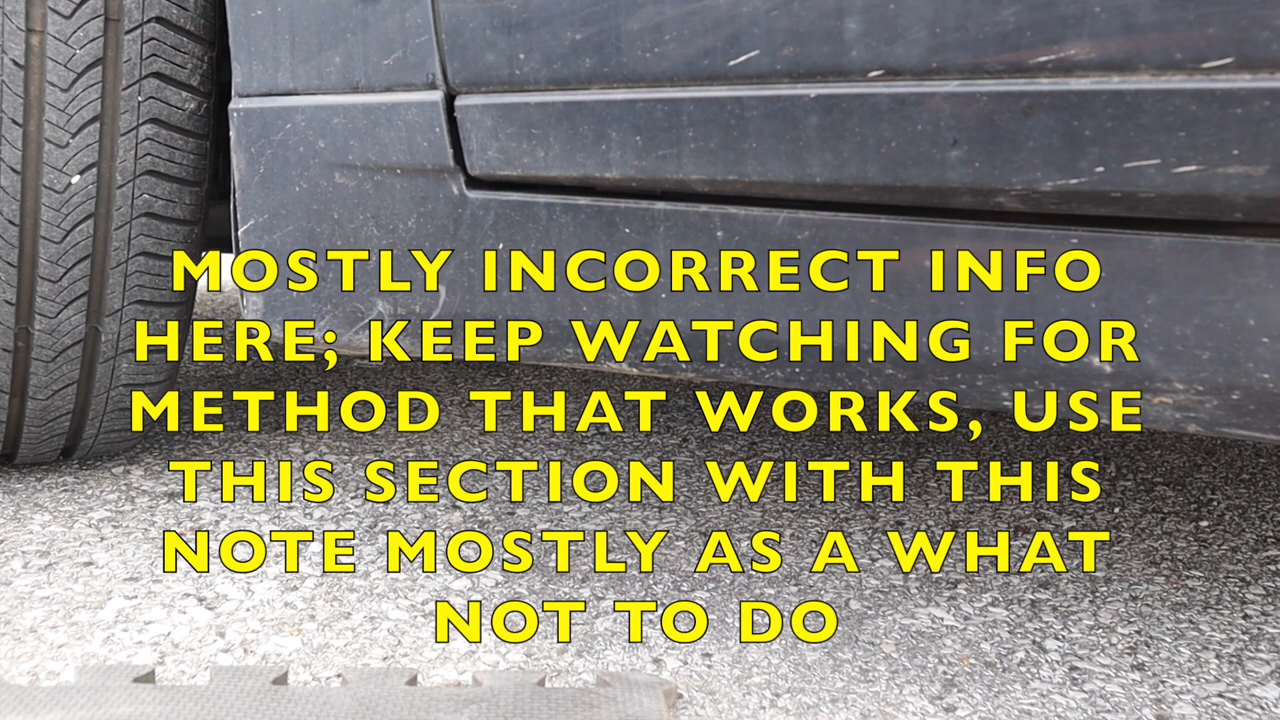 MOSTLY INCORRECT INFO
HERE; KEEP WATCHING FOR
METHOD THAT WORKS, USE
THIS SECTION WITH THIS
NOTE MOSTLY AS A WHAT
NOT TO DO